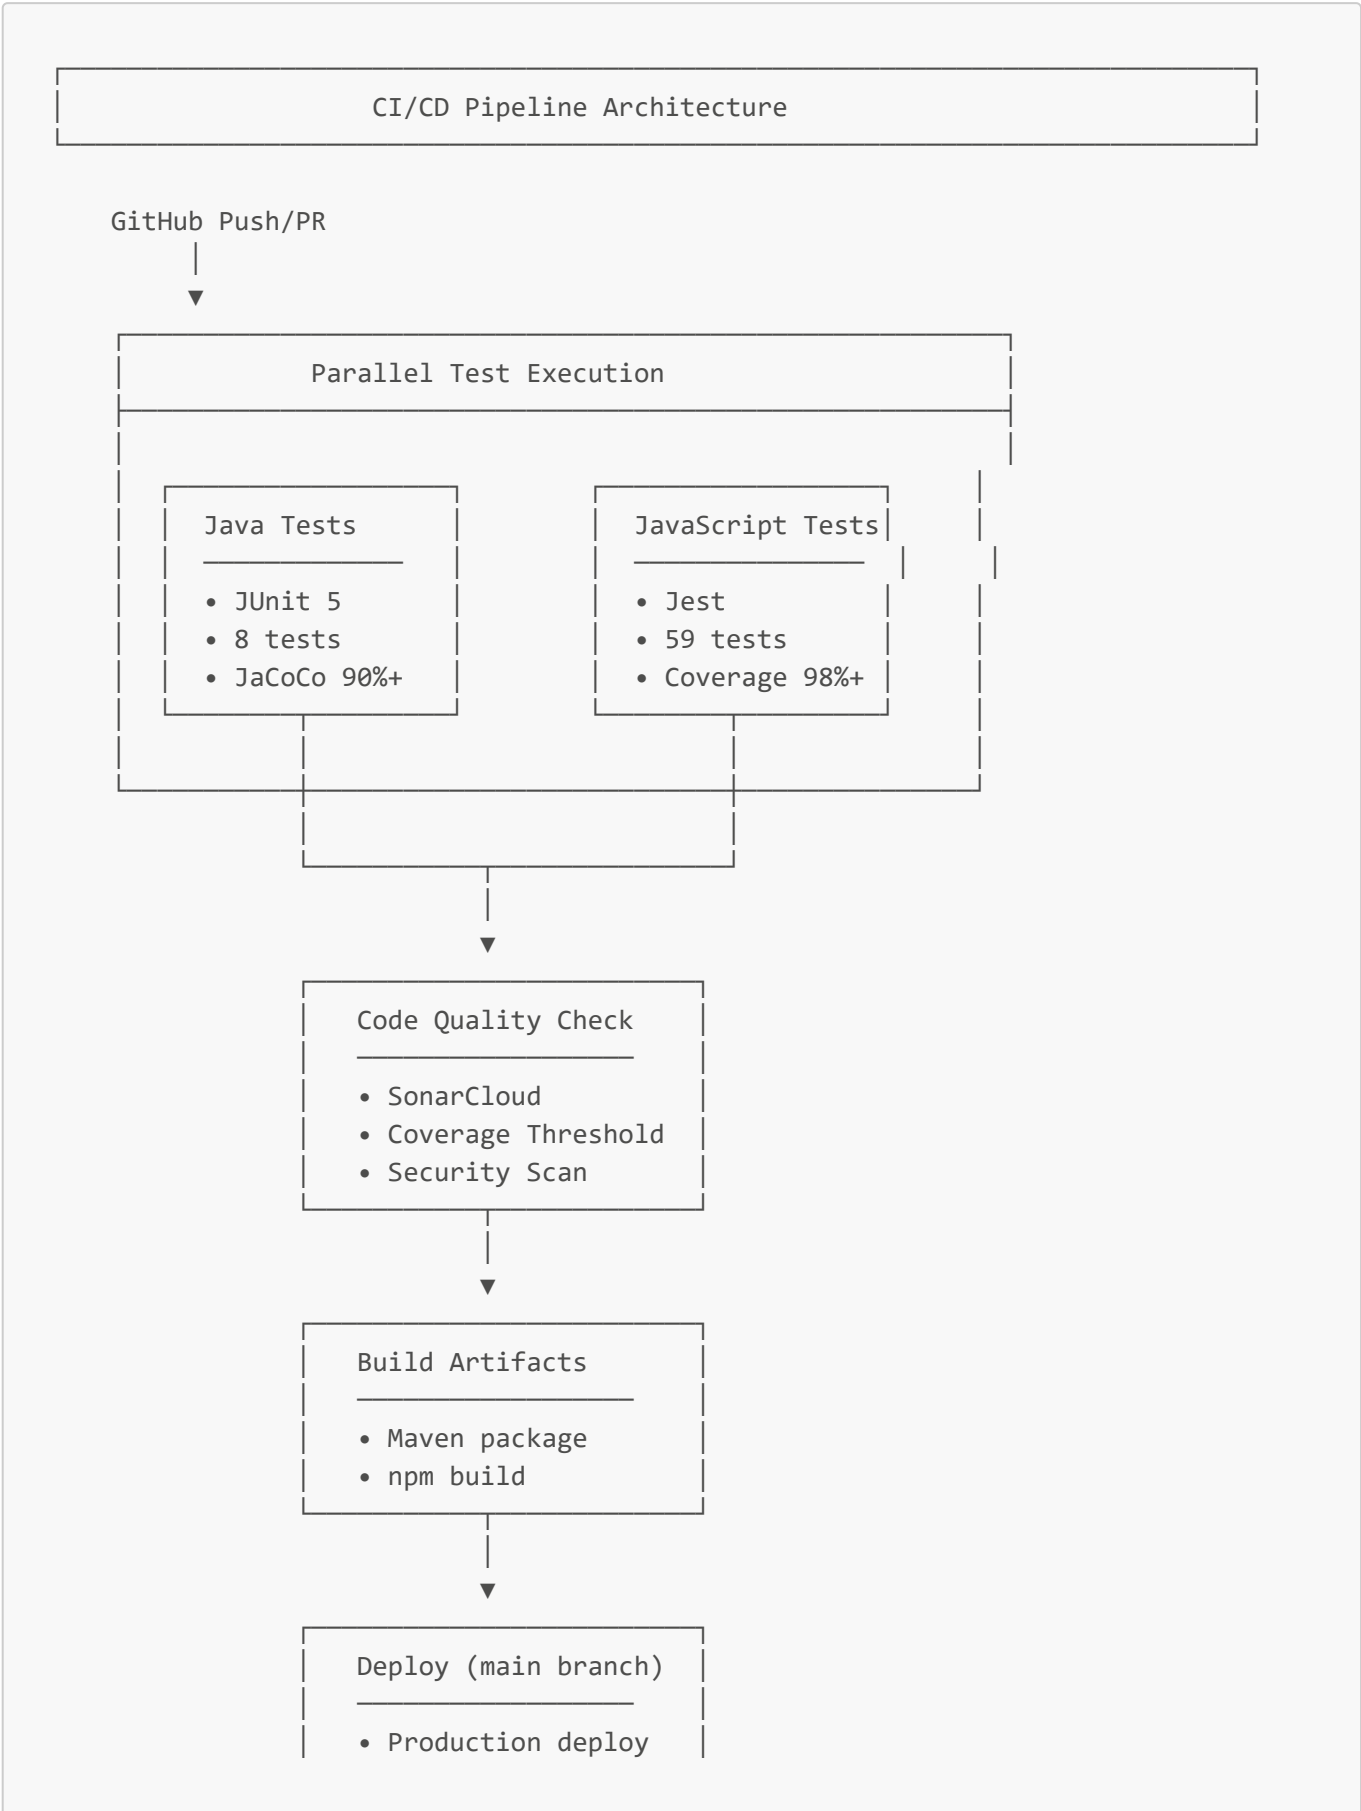 CI/CD Pipeline Architecture
GitHub Push/PR
Parallel Test Execution
Java Tests
• JUnit 5
• 8 tests
• JaCoCo 90%+
JavaScript Tests
• Jest
• 59 tests
• Coverage 98%+
Code Quality Check
• SonarCloud
• Coverage Threshold
• Security Scan
Build Artifacts
• Maven package
• npm build
Deploy (main branch)
• Production deploy